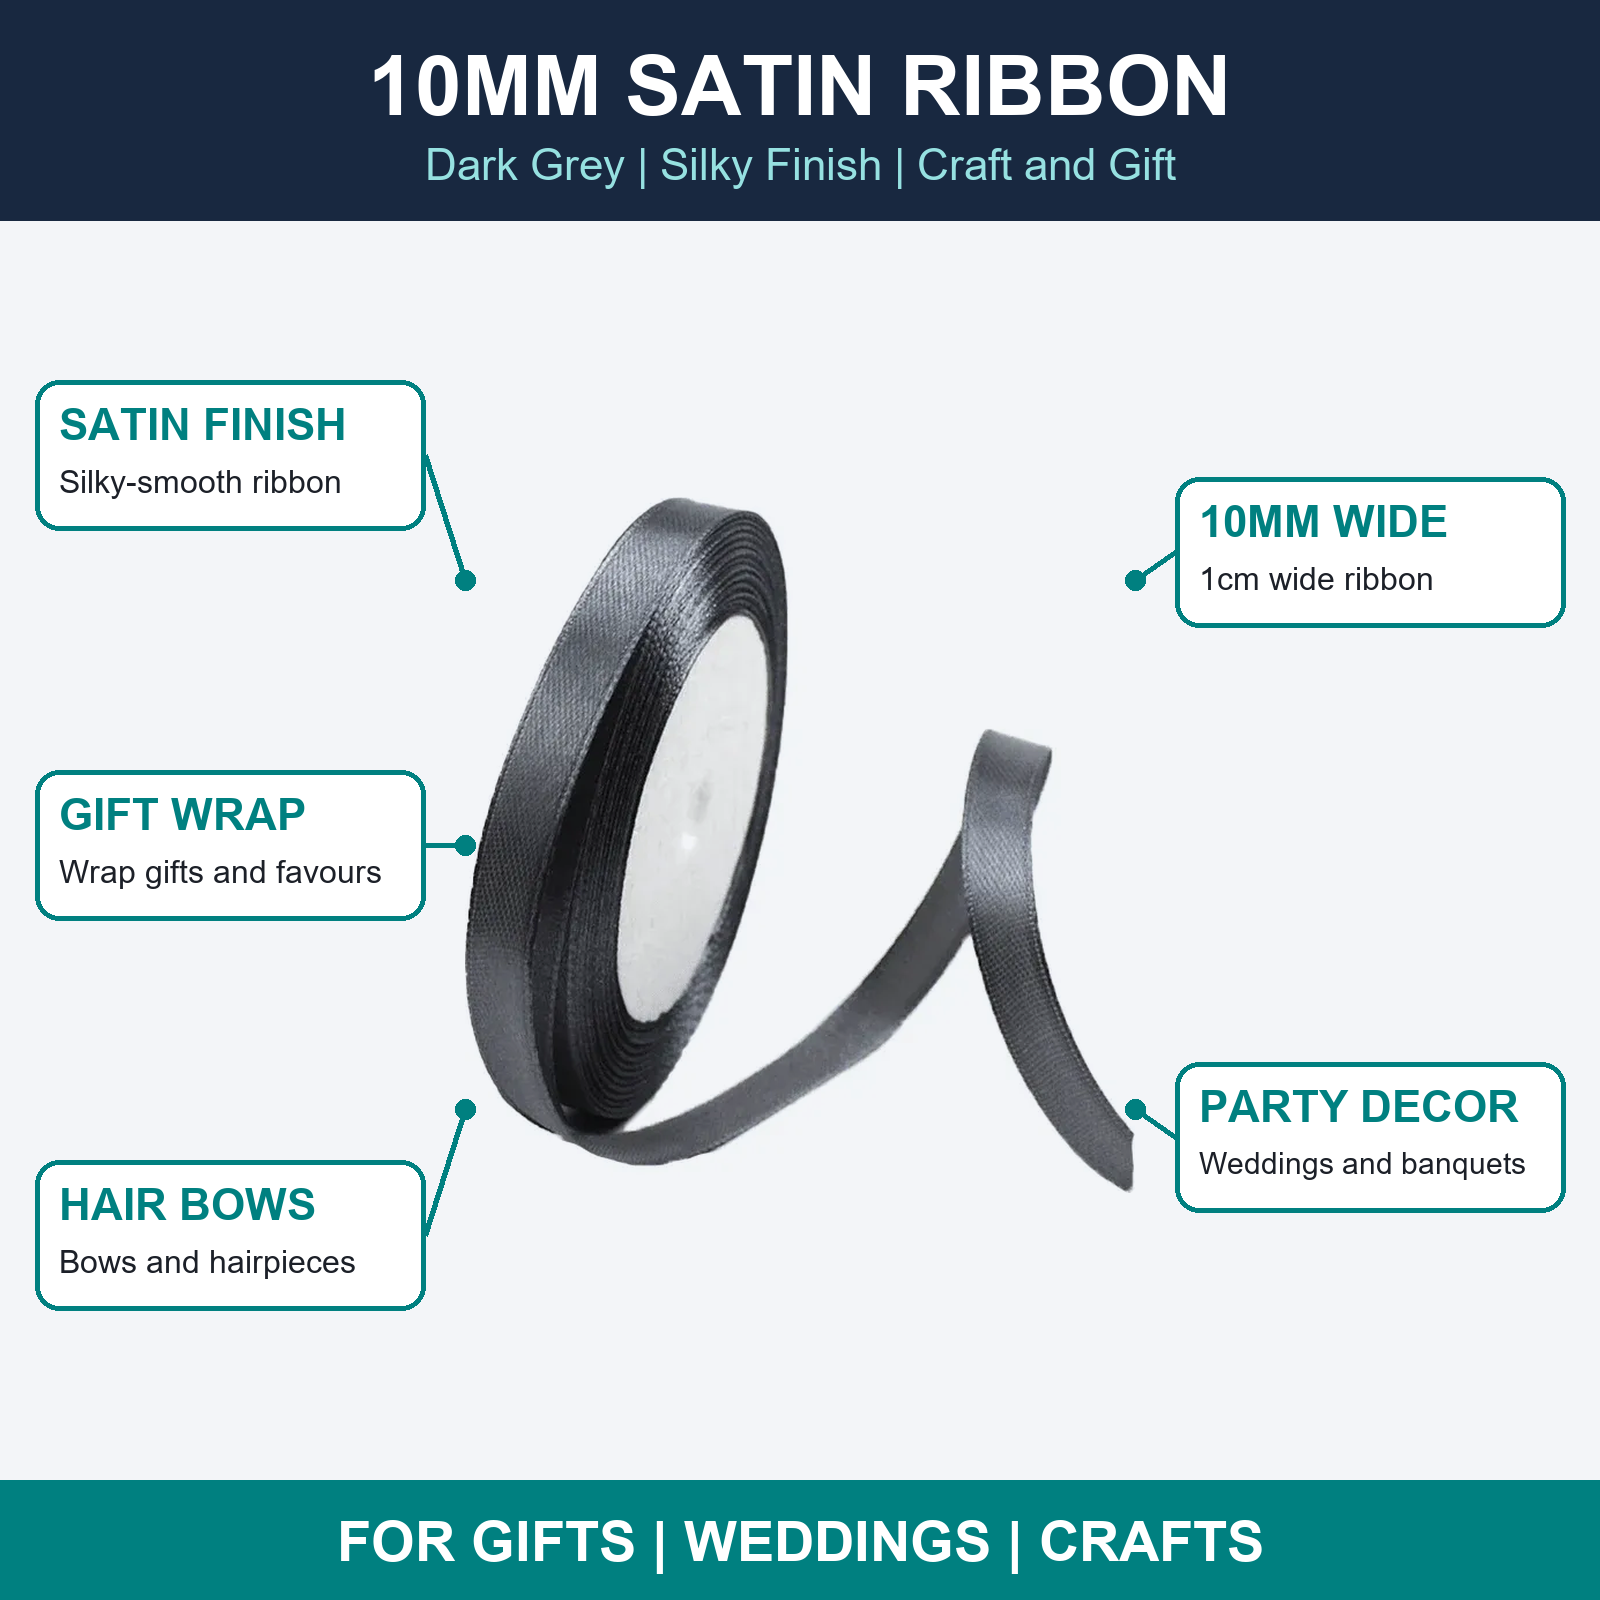 10MM SATIN RIBBON
Dark Grey | Silky Finish | Craft and Gift
SATIN FINISH
Silky-smooth ribbon
10MM WIDE
1cm wide ribbon
GIFT WRAP
Wrap gifts and favours
PARTY DECOR
Weddings and banquets
HAIR BOWS
Bows and hairpieces
FOR GIFTS | WEDDINGS | CRAFTS